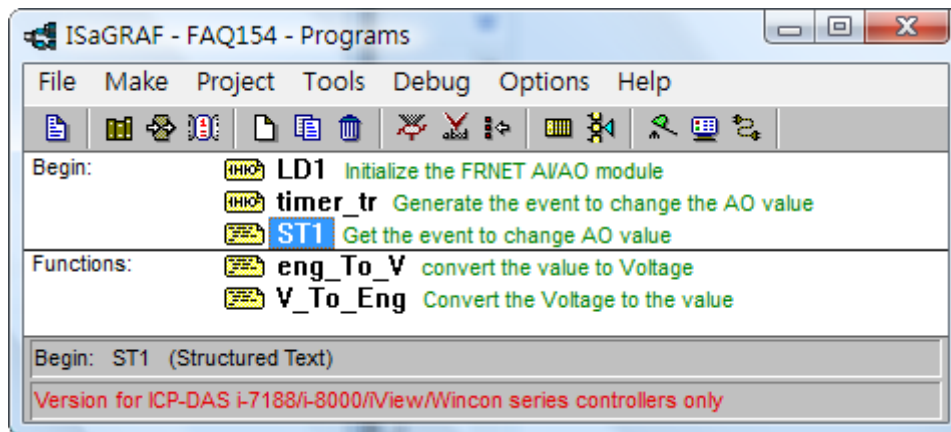 ISaGRAF - FAQ154 - Programs
File Make Project Tools Debug Options Help
Begin: LD1 Initialize the FRNET AI/AO module
timer_tr Generate the event to change the AO value
ST1 Get the event to change AO value
Functions: eng_To_V convert the value to Voltage
V_To_Eng Convert the Voltage to the value
Begin: ST1 (Structured Text)
Version for ICP-DAS i-7188/i-8000/iView/Wincon series controllers only